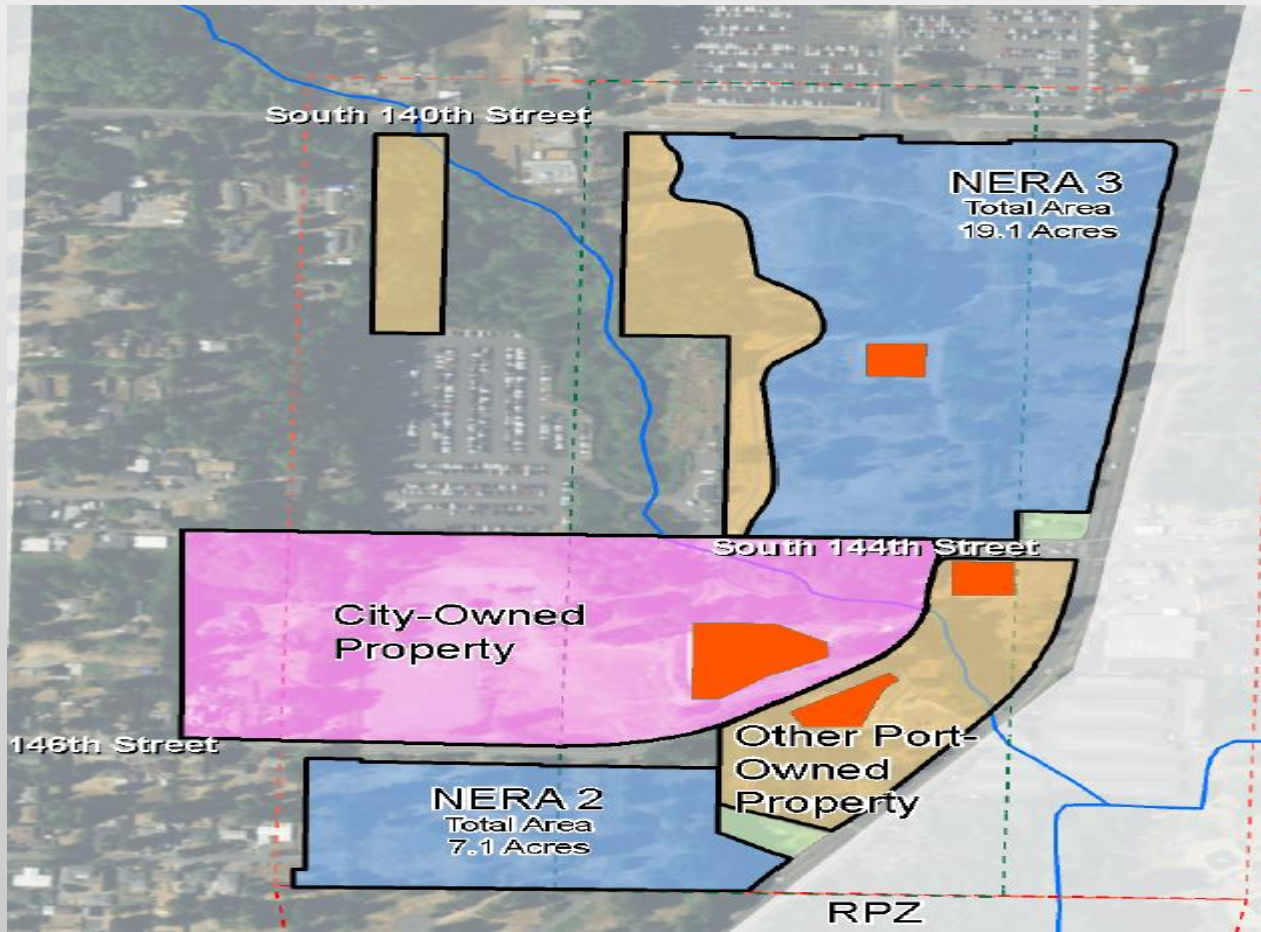 South 140th Street
NERA 3
Total Area
19.1 Acres
South 144th Street
City-Owned
Property
146th Street
Other Port-
Owned
Property
NERA 2
Total Area
7.1 Acres
RPZ